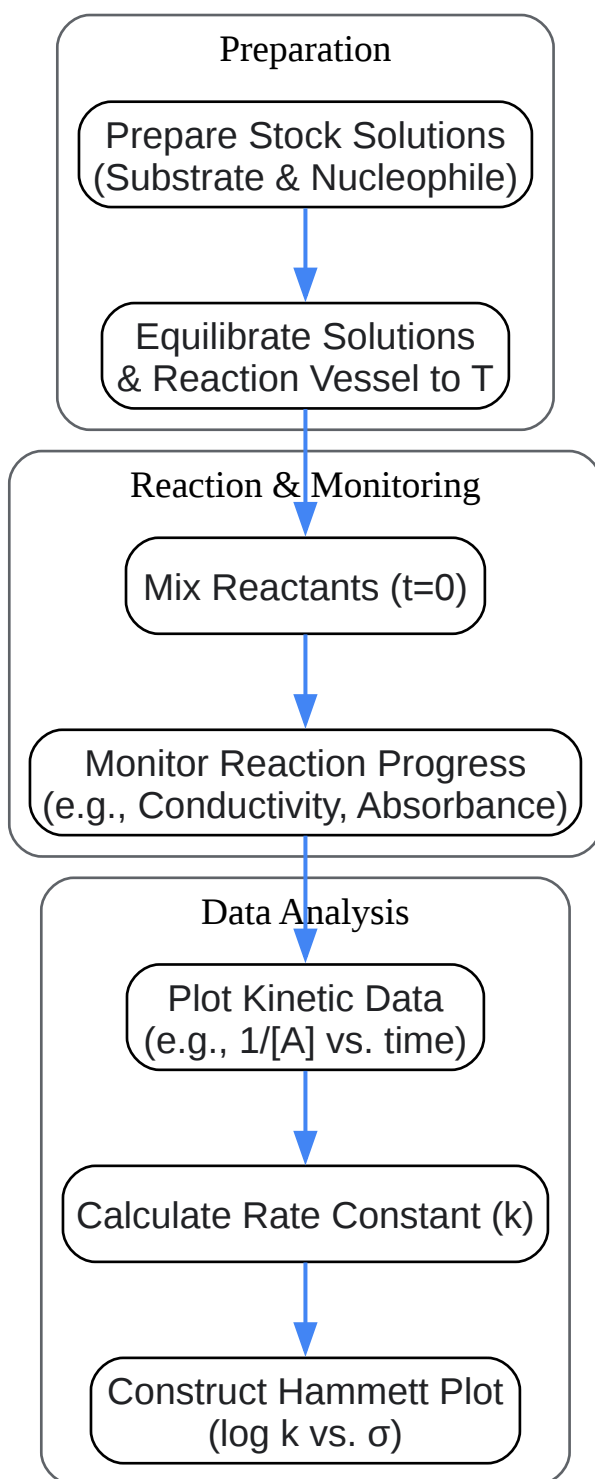 Preparation
Prepare Stock Solutions
(Substrate & Nucleophile)
Equilibrate Solutions
& Reaction Vessel to T
Reaction & Monitoring
Mix Reactants (t=0)
Monitor Reaction Progress
(e.g., Conductivity, Absorbance)
Data Analysis
Plot Kinetic Data
(e.g., 1/[A] vs. time)
Calculate Rate Constant (k)
Construct Hammett Plot
(log k vs. σ)